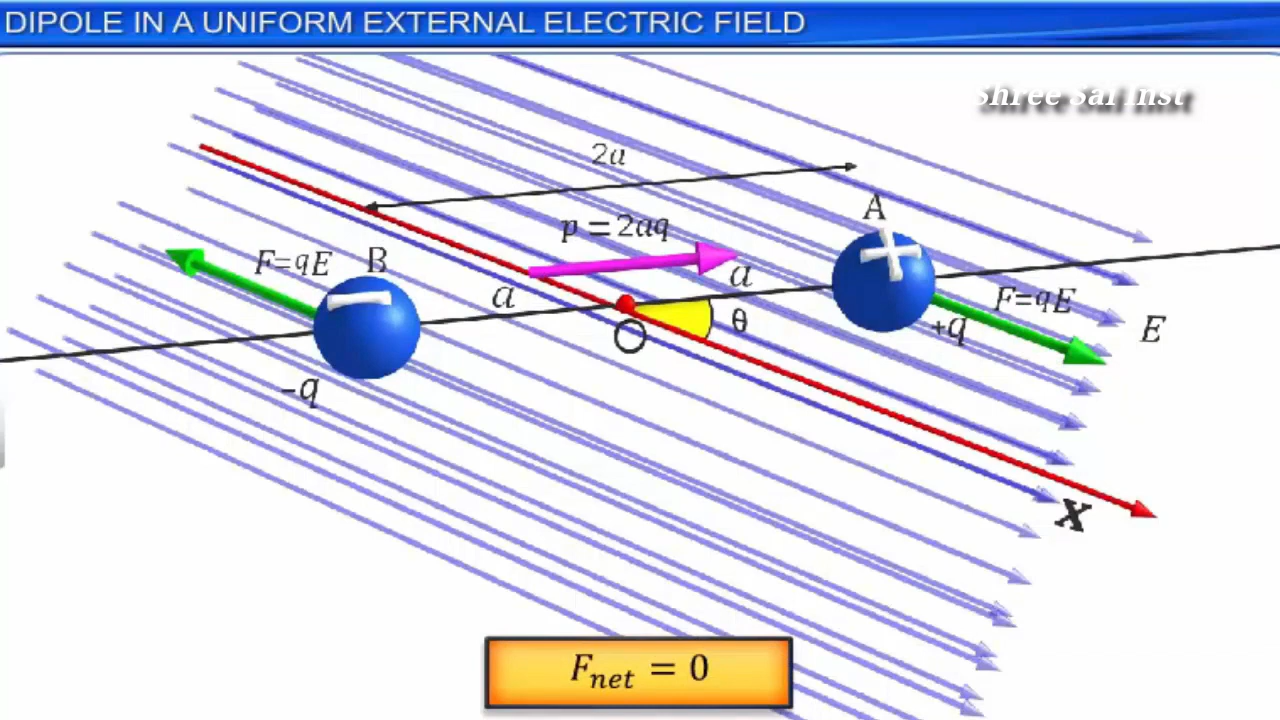 DIPOLE IN A UNIFORM EXTERNAL ELECTRIC FIELD
Shree Sai Inst
2a
A
p = 2aq
F=qE
B
a
a
F=qE
+q
E
θ
O
-q
x
F_net = 0